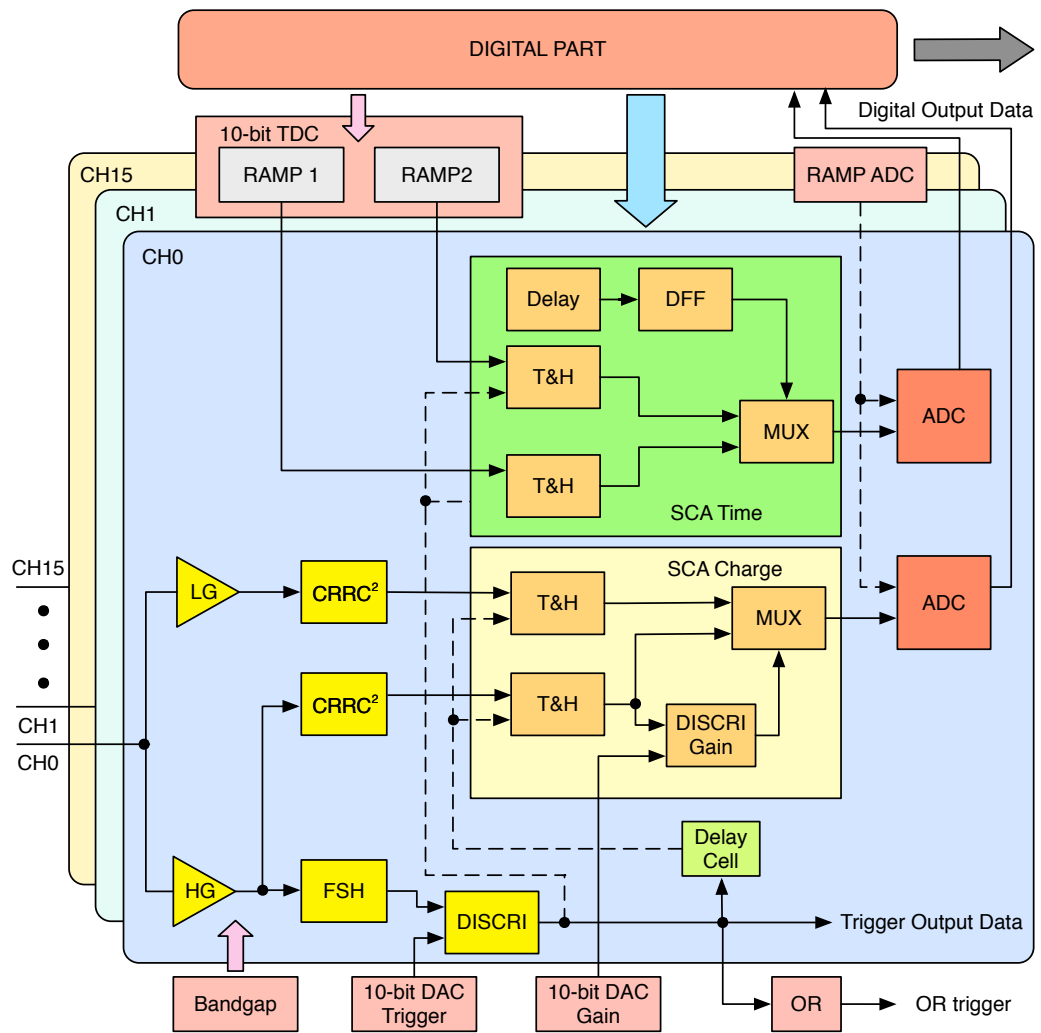 DIGITAL PART
Digital Output Data
10-bit TDC
RAMP 1
RAMP2
RAMP ADC
CH15
CH1
CH0
Delay
DFF
T&H
MUX
ADC
T&H
SCA Time
SCA Charge
CH15
LG
CRRC²
T&H
MUX
ADC
CRRC²
T&H
DISCRI
Gain
CH1
CH0
Delay
Cell
HG
FSH
DISCRI
Trigger Output Data
Bandgap
10-bit DAC
Trigger
10-bit DAC
Gain
OR
OR trigger